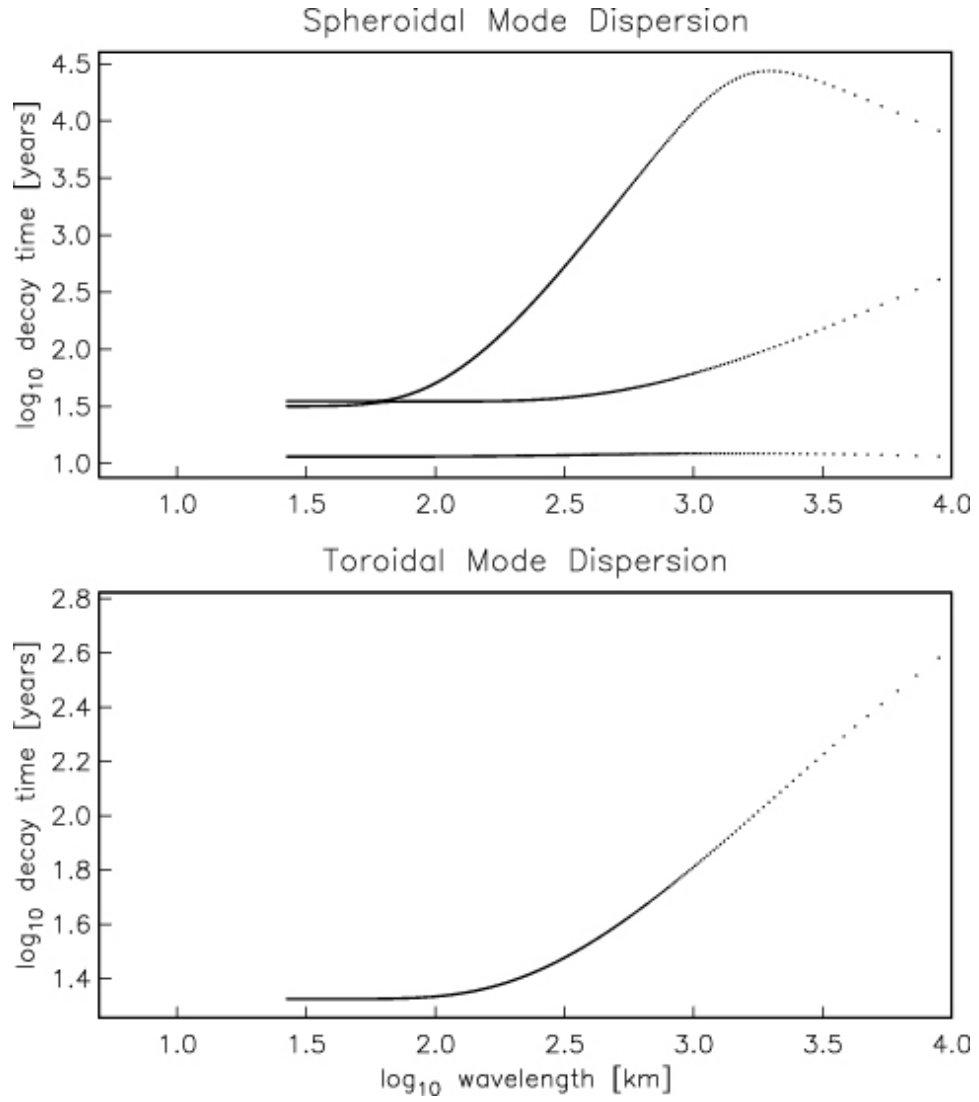 Spheroidal Mode Dispersion
log₁₀ decay time [years]
4.5
4.0
3.5
3.0
2.5
2.0
1.5
1.0
1.0 1.5 2.0 2.5 3.0 3.5 4.0
Toroidal Mode Dispersion
log₁₀ decay time [years]
2.8
2.6
2.4
2.2
2.0
1.8
1.6
1.4
1.0 1.5 2.0 2.5 3.0 3.5 4.0
log₁₀ wavelength [km]